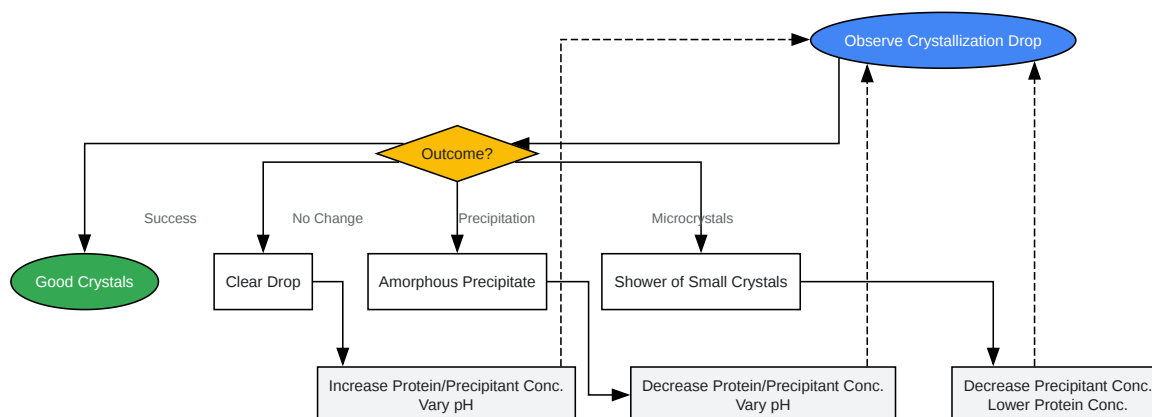 Observe Crystallization Drop
Outcome?
Success
No Change
Precipitation
Microcrystals
Good Crystals
Clear Drop
Amorphous Precipitate
Shower of Small Crystals
Increase Protein/Precipitant Conc.
Vary pH
Decrease Protein/Precipitant Conc.
Vary pH
Decrease Precipitant Conc.
Lower Protein Conc.